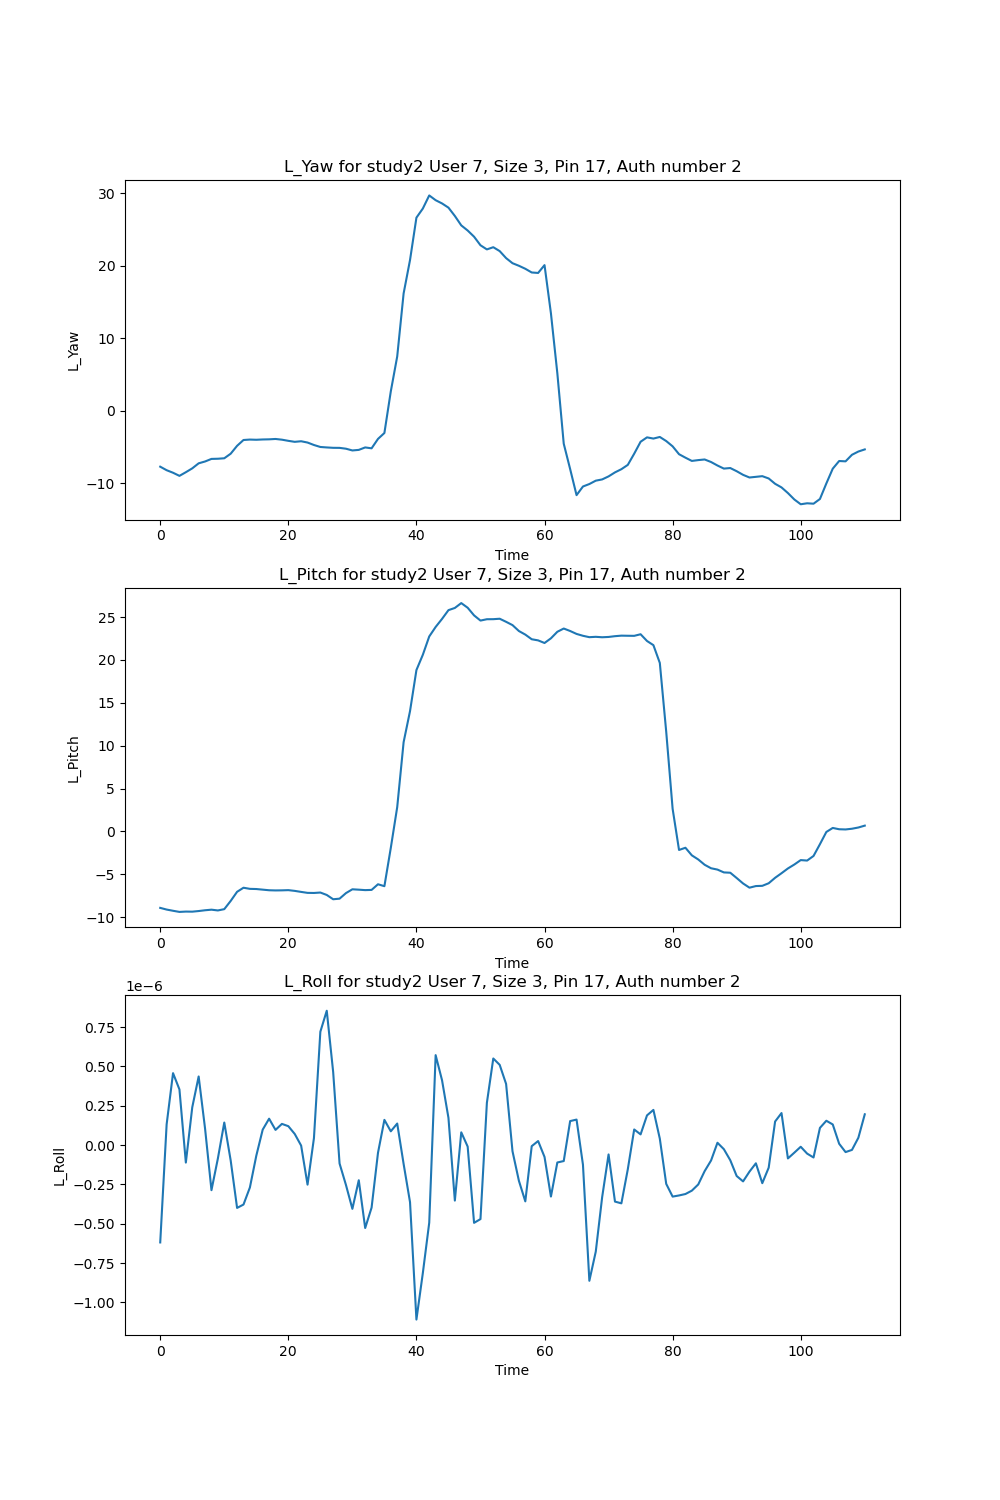 L_Yaw for study2 User 7, Size 3, Pin 17, Auth number 2
30
20
10
0
−10
L_Yaw
0 20 40 60 80 100
Time
L_Pitch for study2 User 7, Size 3, Pin 17, Auth number 2
25
20
15
10
5
0
−5
−10
L_Pitch
0 20 40 60 80 100
Time
L_Roll for study2 User 7, Size 3, Pin 17, Auth number 2
1e−6
0.75
0.50
0.25
0.00
−0.25
−0.50
−0.75
−1.00
L_Roll
0 20 40 60 80 100
Time